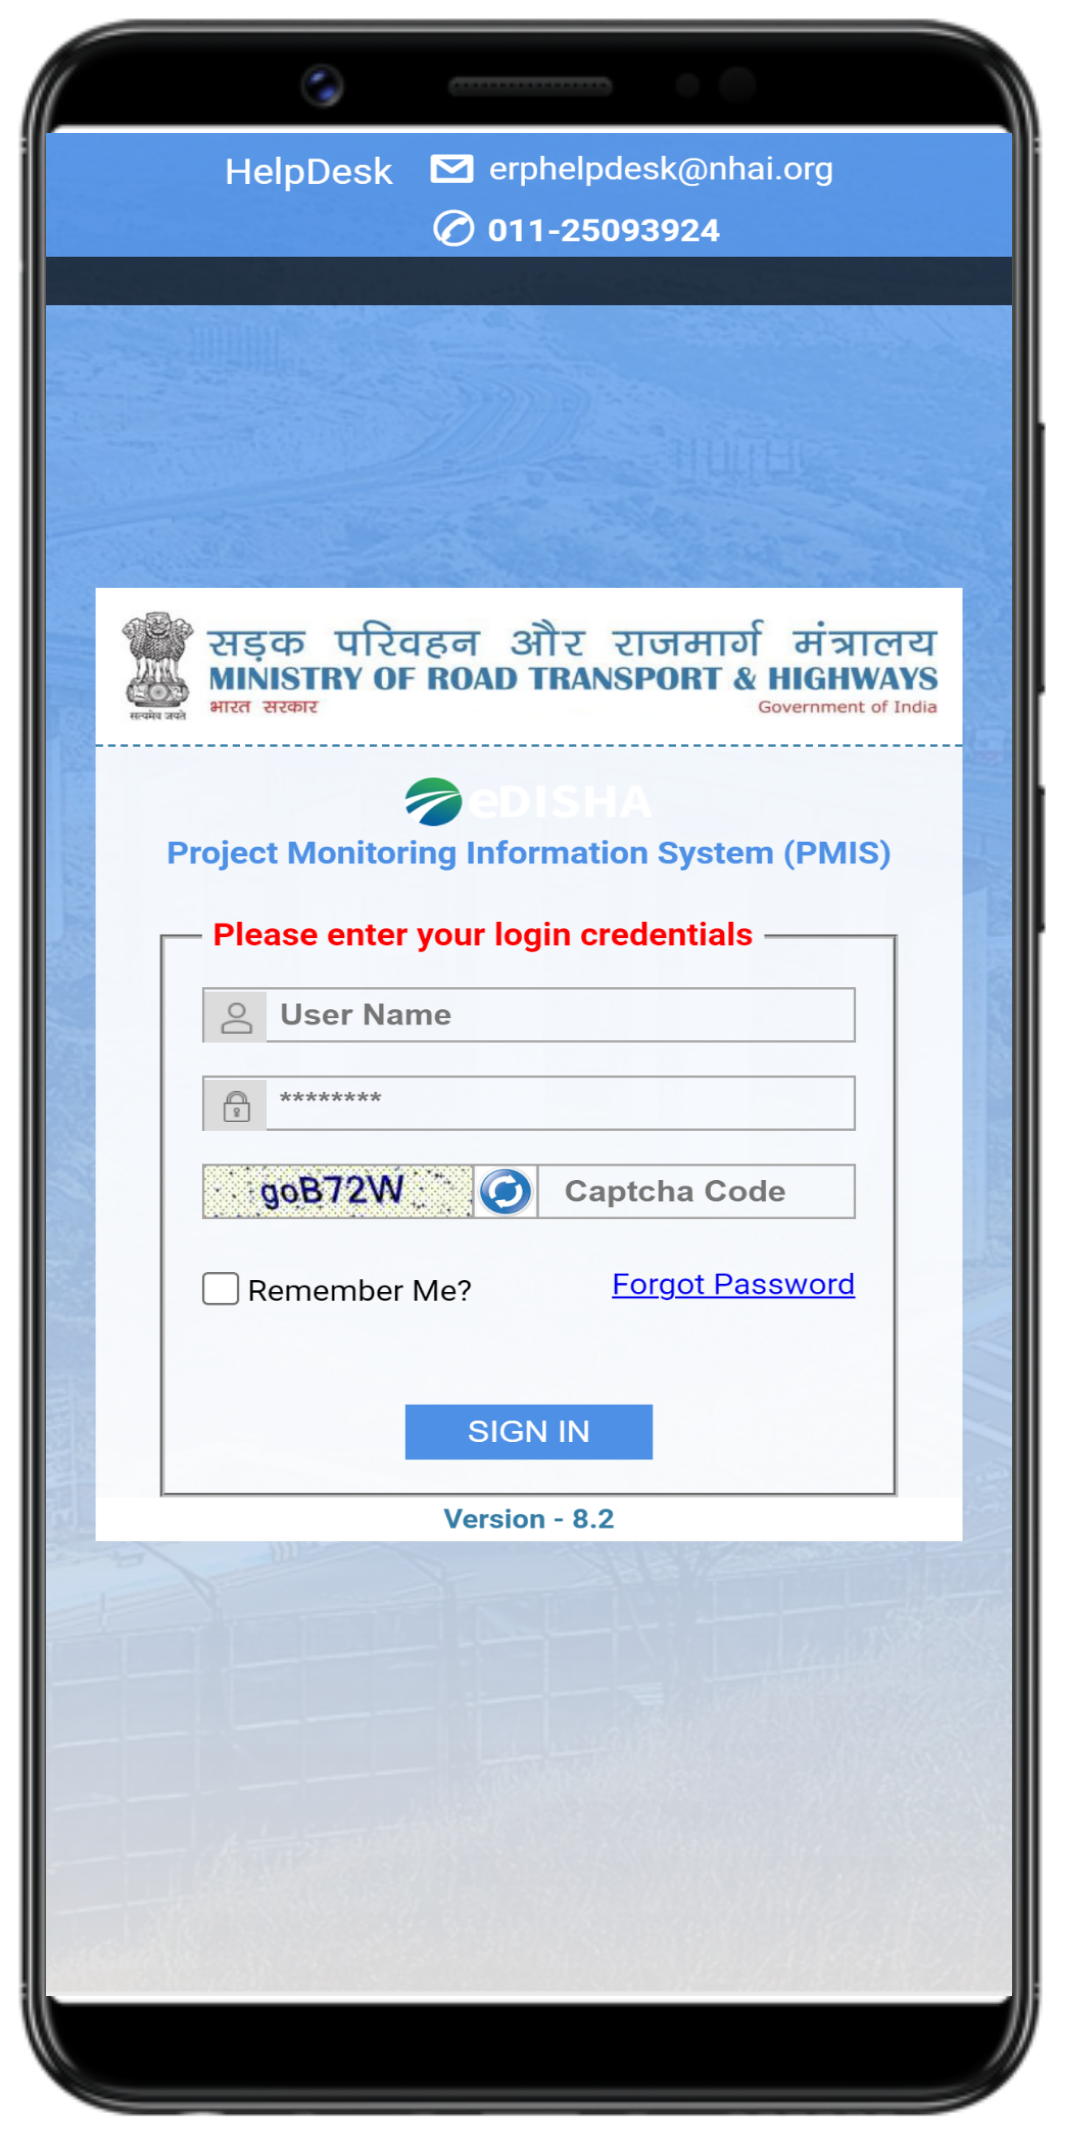 HelpDesk erphelpdesk@nhai.org
011-25093924
सड़क परिवहन और राजमार्ग मंत्रालय
MINISTRY OF ROAD TRANSPORT & HIGHWAYS
भारत सरकार Government of India
सत्यमेव जयते
eDISHA
Project Monitoring Information System (PMIS)
Please enter your login credentials
User Name
********
goB72W Captcha Code
Remember Me? Forgot Password
SIGN IN
Version - 8.2